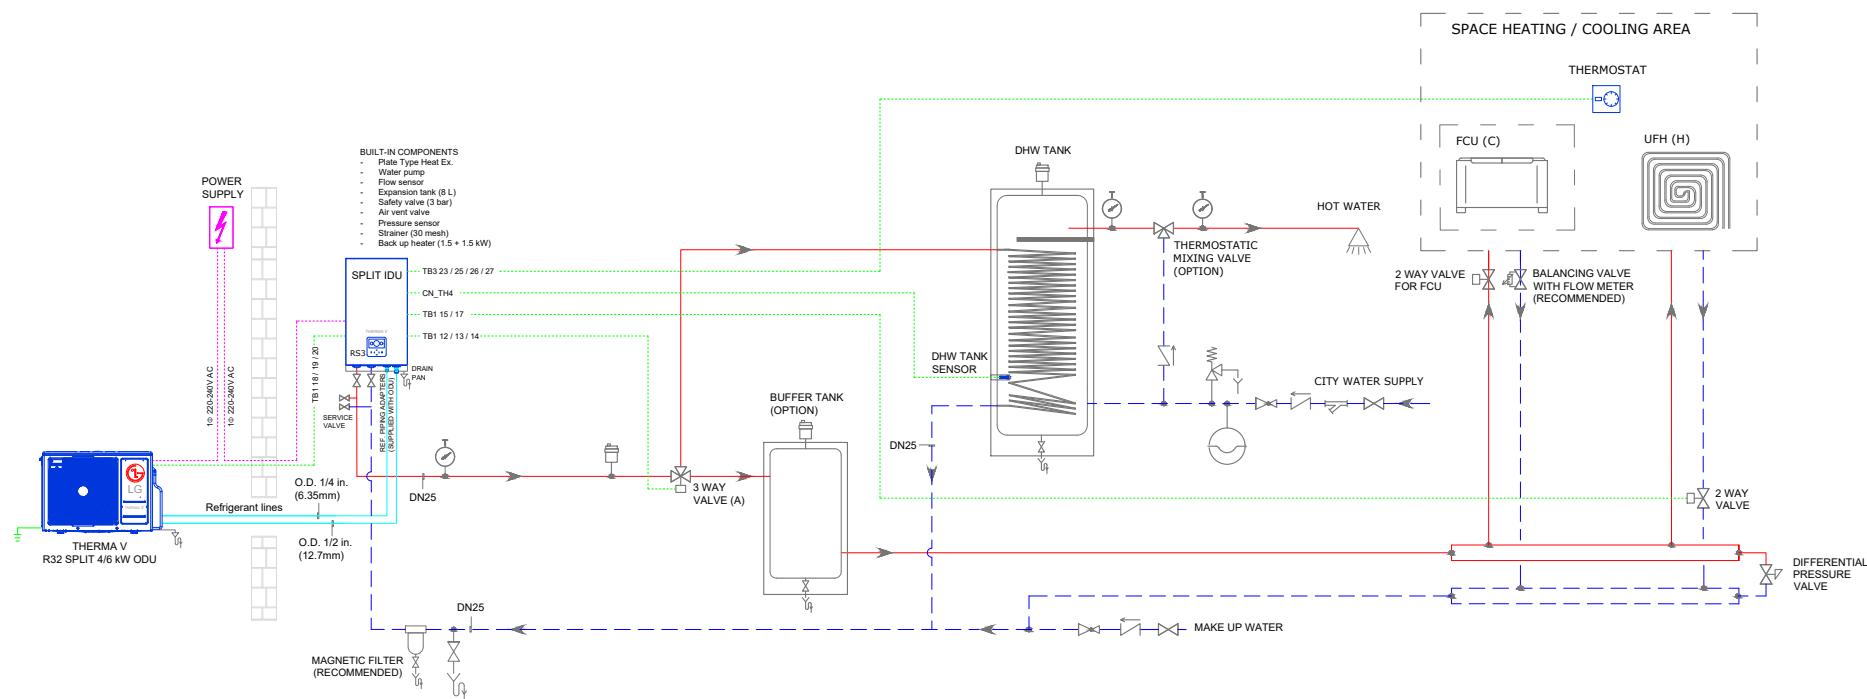 SPACE HEATING / COOLING AREA
THERMOSTAT
FCU (C)
UFH (H)
BUILT-IN COMPONENTS
- Plate Type Heat Ex.
- Water pump
- Flow sensor
- Expansion tank (8 L)
- Safety valve (3 bar)
- Air vent valve
- Pressure sensor
- Strainer (30 mesh)
- Back up heater (1.5 + 1.5 kW)
POWER
SUPPLY
DHW TANK
HOT WATER
THERMOSTATIC
MIXING VALVE
(OPTION)
2 WAY VALVE
FOR FCU
BALANCING VALVE
WITH FLOW METER
(RECOMMENDED)
SPLIT IDU
TB3 23 / 25 / 26 / 27
CN_TH4
TB1 15 / 17
TB1 12 / 13 / 14
THERMA V
RS3
DRAIN
PAN
1Ф 220-240V AC
1Ф 220-240V AC
TB1 18 / 19 / 20
REF. PIPING ADAPTERS
(SUPPLIED WITH ODU)
SERVICE
VALVE
DHW TANK
SENSOR
CITY WATER SUPPLY
BUFFER TANK
(OPTION)
DN25
LG
THERMA V
O.D. 1/4 in.
(6.35mm)
DN25
3 WAY
VALVE (A)
2 WAY
VALVE
Refrigerant lines
O.D. 1/2 in.
(12.7mm)
THERMA V
R32 SPLIT 4/6 kW ODU
DIFFERENTIAL
PRESSURE
VALVE
DN25
MAKE UP WATER
MAGNETIC FILTER
(RECOMMENDED)